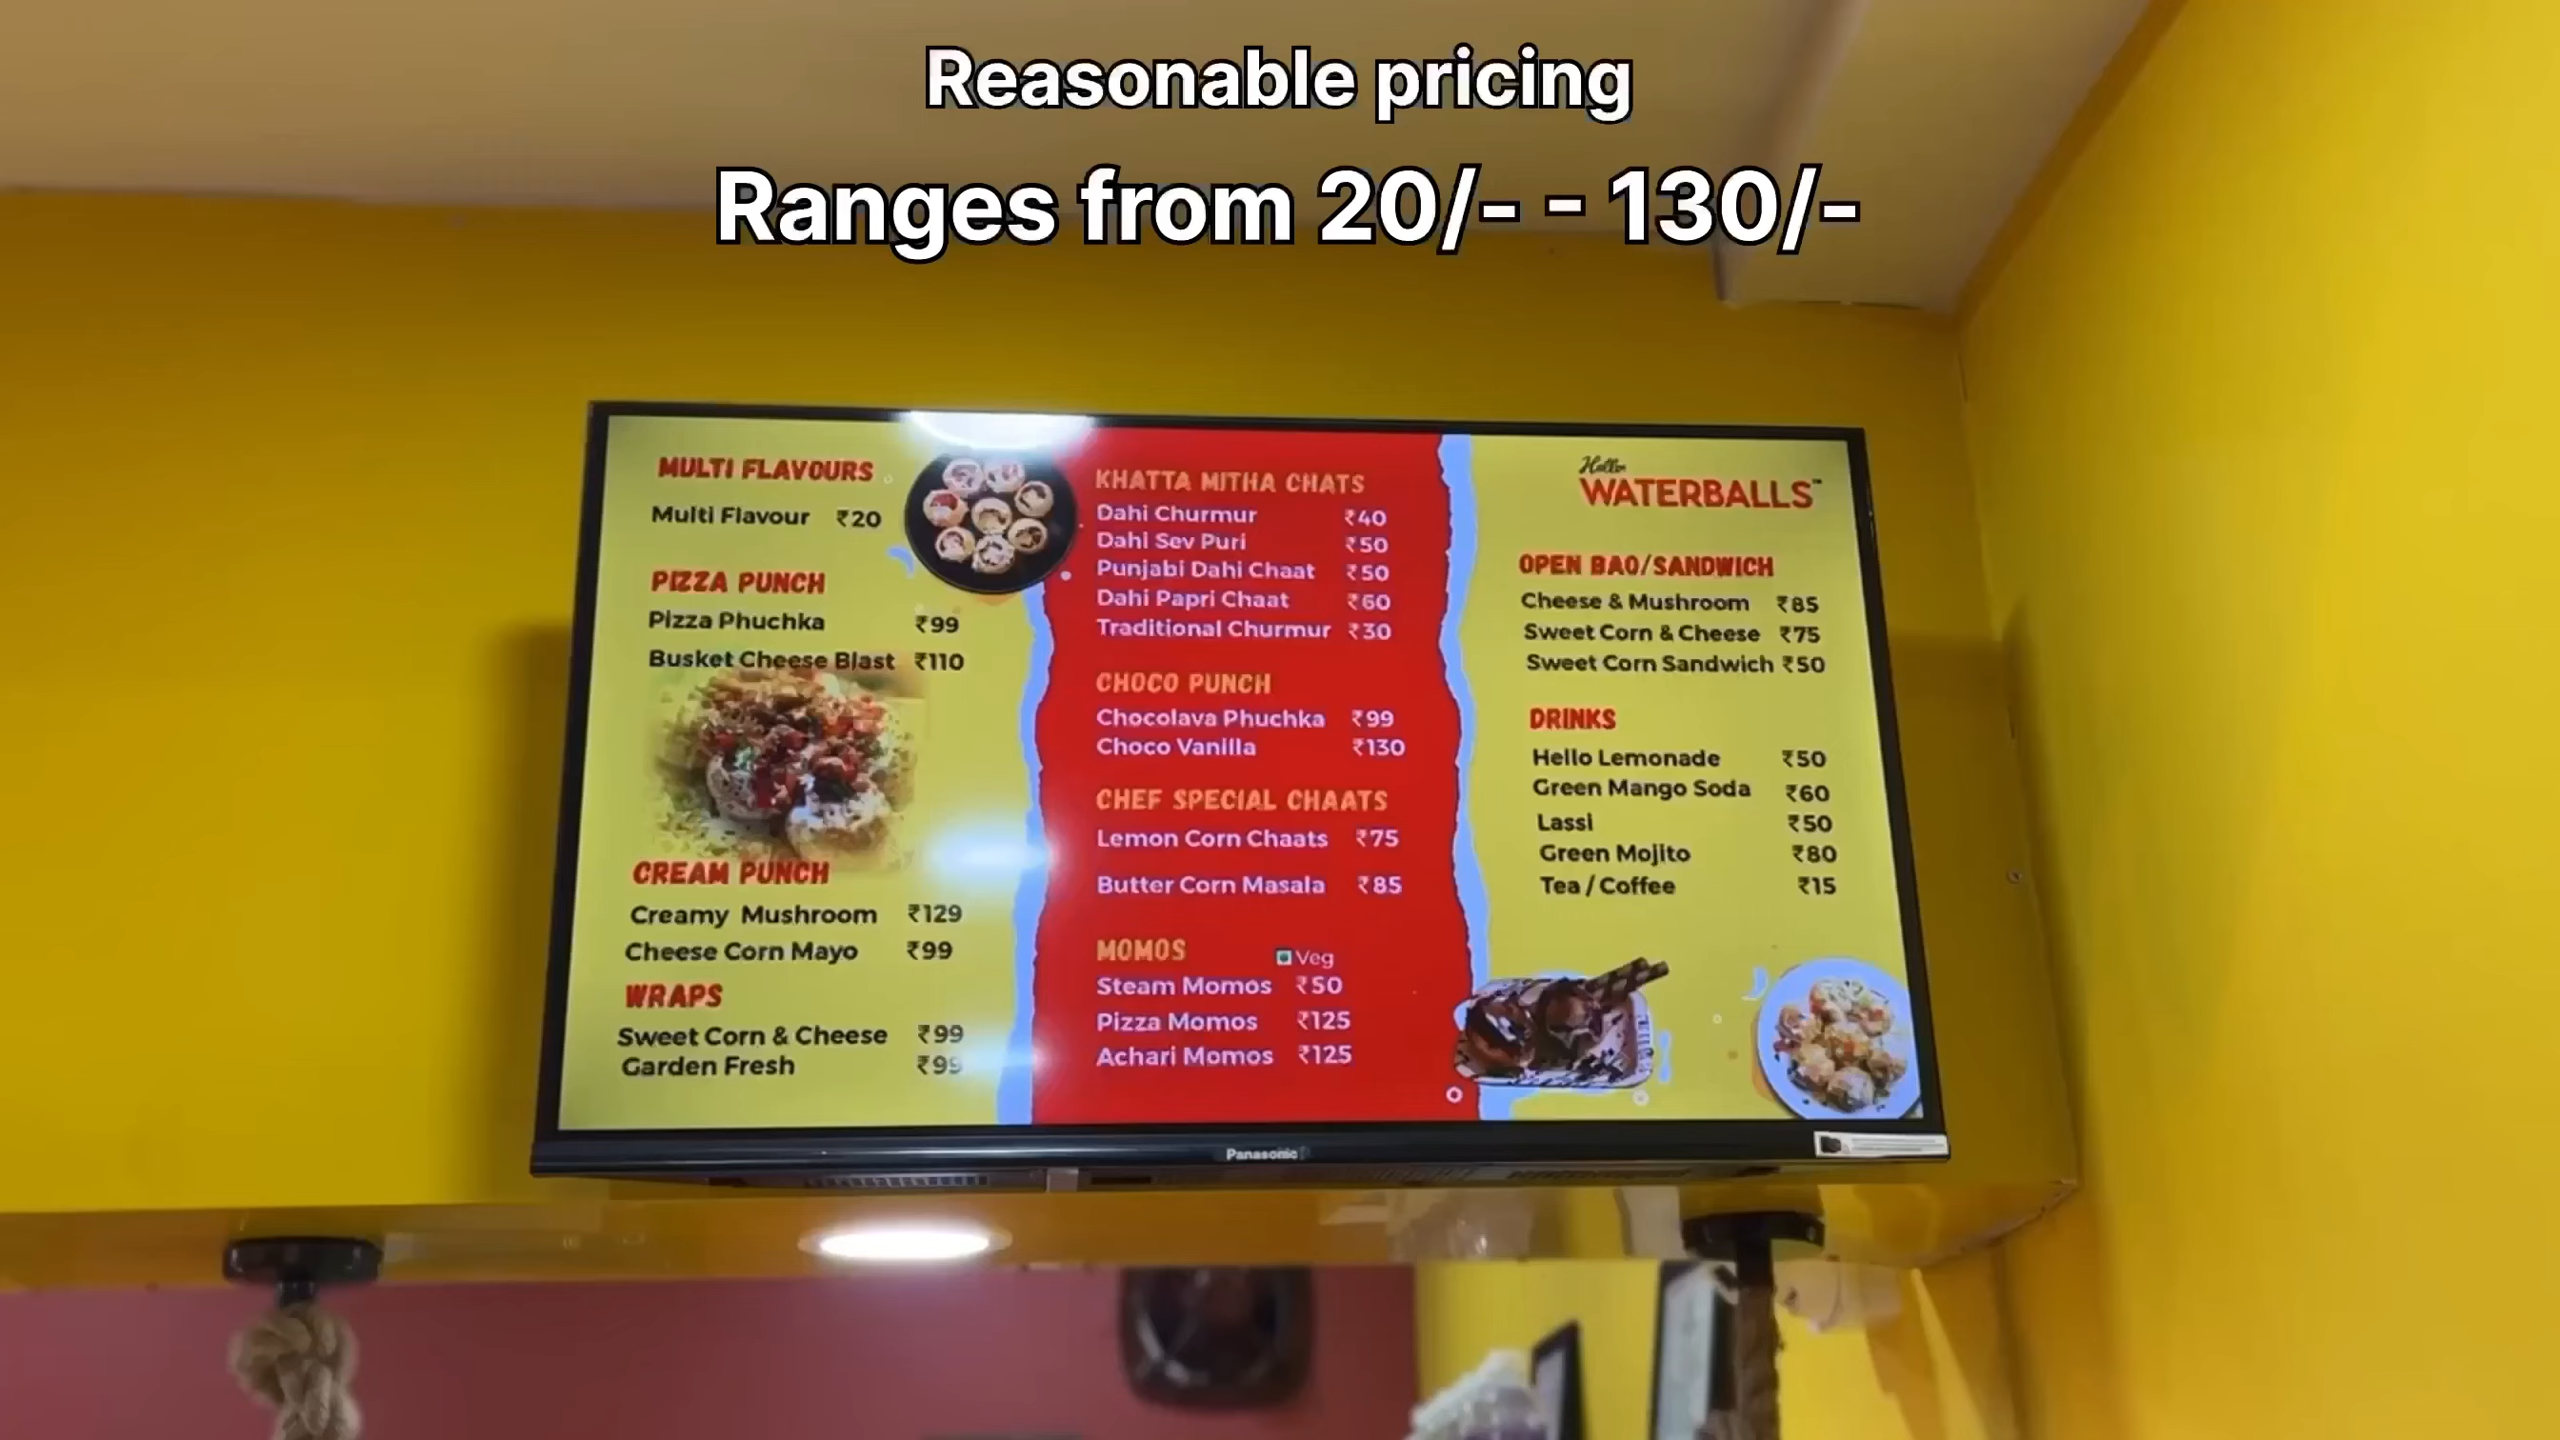 Reasonable pricing
Ranges from 20/- - 130/-
MULTI FLAVOURS
Multi Flavour ₹20
PIZZA PUNCH
Pizza Phuchka ₹99
Busket Cheese Blast ₹110
CREAM PUNCH
Creamy Mushroom ₹129
Cheese Corn Mayo ₹99
WRAPS
Sweet Corn & Cheese ₹99
Garden Fresh ₹99
KHATTA MITHA CHATS
Dahi Churmur ₹40
Dahi Sev Puri ₹50
Punjabi Dahi Chaat ₹50
Dahi Papri Chaat ₹60
Traditional Churmur ₹30
CHOCO PUNCH
Chocolava Phuchka ₹99
Choco Vanilla ₹130
CHEF SPECIAL CHAATS
Lemon Corn Chaats ₹75
Butter Corn Masala ₹85
MOMOS Veg
Steam Momos ₹50
Pizza Momos ₹125
Achari Momos ₹125
Hello
WATERBALLS™
OPEN BAO/SANDWICH
Cheese & Mushroom ₹85
Sweet Corn & Cheese ₹75
Sweet Corn Sandwich ₹50
DRINKS
Hello Lemonade ₹50
Green Mango Soda ₹60
Lassi ₹50
Green Mojito ₹80
Tea / Coffee ₹15
Panasonic